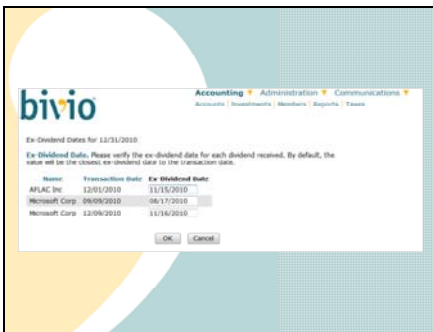 bivio
Accounting Administration Communications
Accounts | Investments | Members | Reports | Taxes
Ex-Dividend Dates for 12/31/2010
Ex-Dividend Date. Please verify the ex-dividend date for each dividend received. By default, the
value will be the closest ex-dividend date to the transaction date.
Name Transaction Date Ex-Dividend Date
AFLAC Inc 12/01/2010 11/15/2010
Microsoft Corp 09/09/2010 08/17/2010
Microsoft Corp 12/09/2010 11/16/2010
OK Cancel